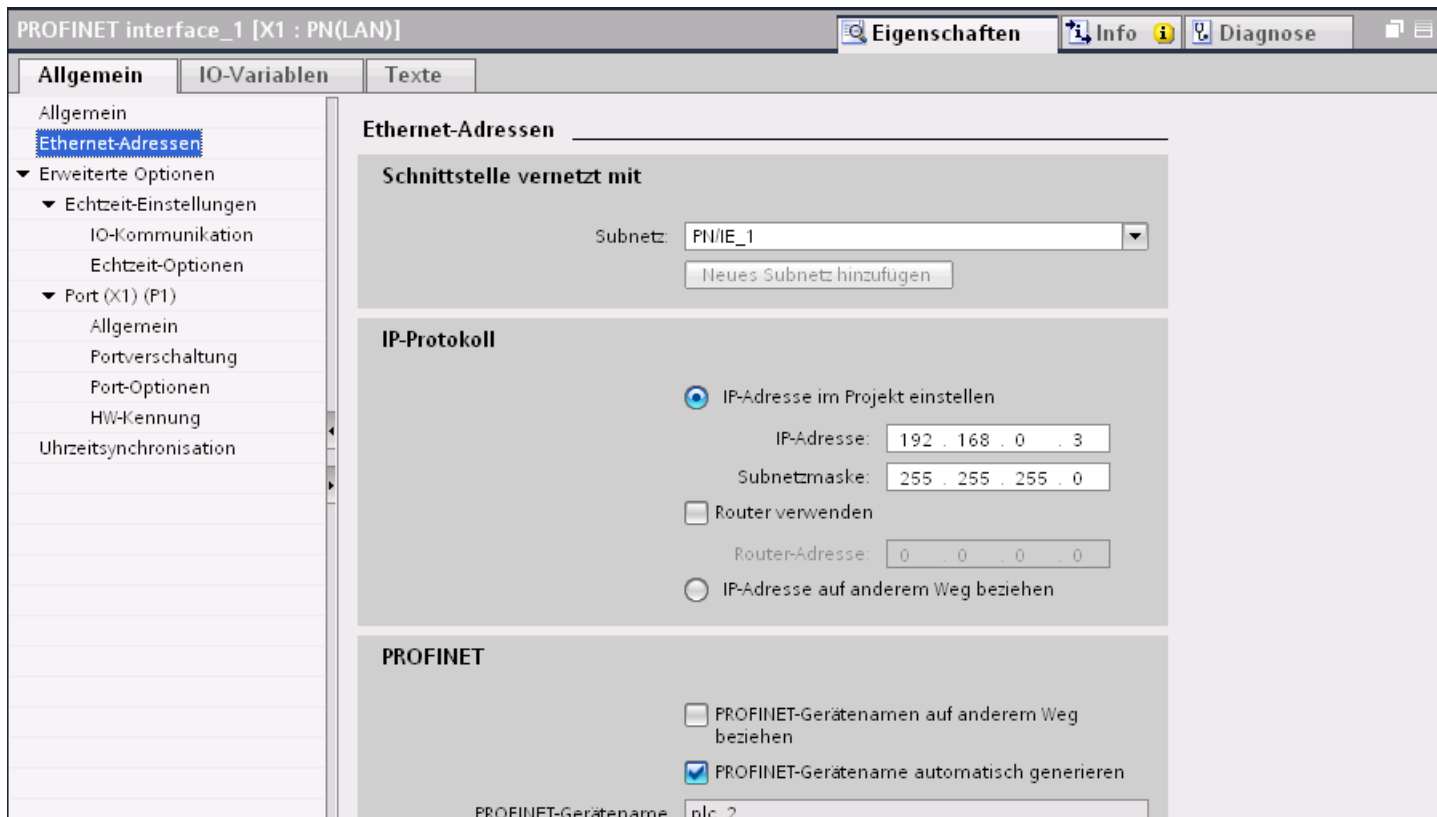 PROFINET interface_1 [X1 : PN(LAN)]
Eigenschaften
Info
Diagnose
Allgemein
IO-Variablen
Texte
Allgemein
Ethernet-Adressen
Erweiterte Optionen
Echtzeit-Einstellungen
IO-Kommunikation
Echtzeit-Optionen
Port (X1) (P1)
Allgemein
Portverschaltung
Port-Optionen
HW-Kennung
Uhrzeitsynchronisation
Ethernet-Adressen
Schnittstelle vernetzt mit
Subnetz: PN/IE_1
Neues Subnetz hinzufügen
IP-Protokoll
IP-Adresse im Projekt einstellen
IP-Adresse: 192 . 168 . 0 . 3
Subnetzmaske: 255 . 255 . 255 . 0
Router verwenden
Router-Adresse: 0 . 0 . 0 . 0
IP-Adresse auf anderem Weg beziehen
PROFINET
PROFINET-Gerätenamen auf anderem Weg
beziehen
PROFINET-Gerätename automatisch generieren
PROFINET-Gerätename plc_2